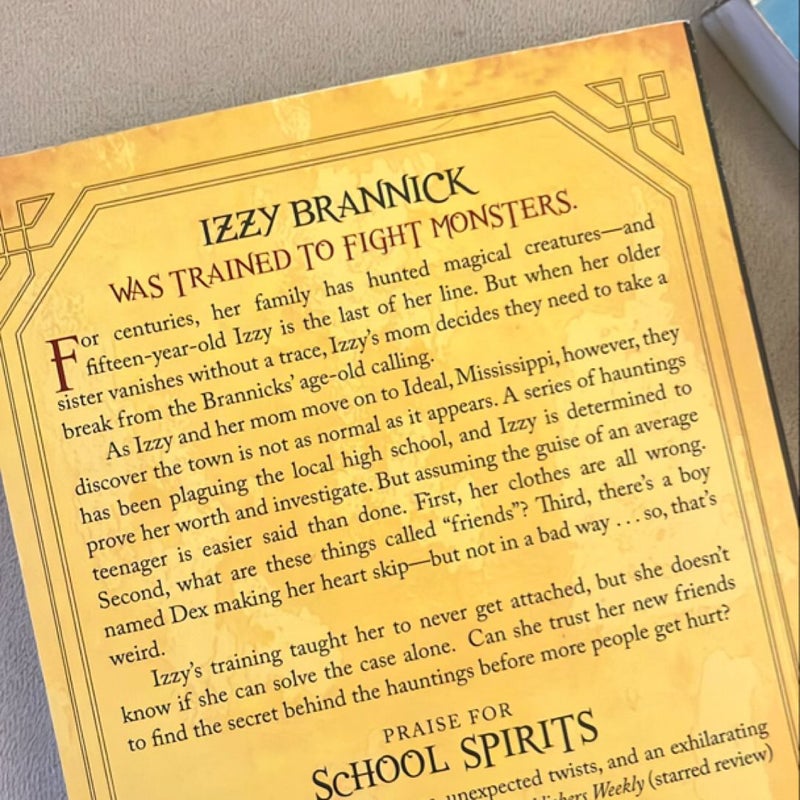 IZZY BRANNICK
WAS TRAINED TO FIGHT MONSTERS.
For centuries, her family has hunted magical creatures—and
fifteen-year-old Izzy is the last of her line. But when her older
sister vanishes without a trace, Izzy's mom decides they need to take a
break from the Brannicks' age-old calling.
As Izzy and her mom move on to Ideal, Mississippi, however, they
discover the town is not as normal as it appears. A series of hauntings
has been plaguing the local high school, and Izzy is determined to
prove her worth and investigate. But assuming the guise of an average
teenager is easier said than done. First, her clothes are all wrong.
Second, what are these things called "friends"? Third, there's a boy
named Dex making her heart skip—but not in a bad way . . . so, that's
weird.
Izzy's training taught her to never get attached, but she doesn't
know if she can solve the case alone. Can she trust her new friends
to find the secret behind the hauntings before more people get hurt?
PRAISE FOR
SCHOOL SPIRITS
unexpected twists, and an exhilarating
Weekly (starred review)